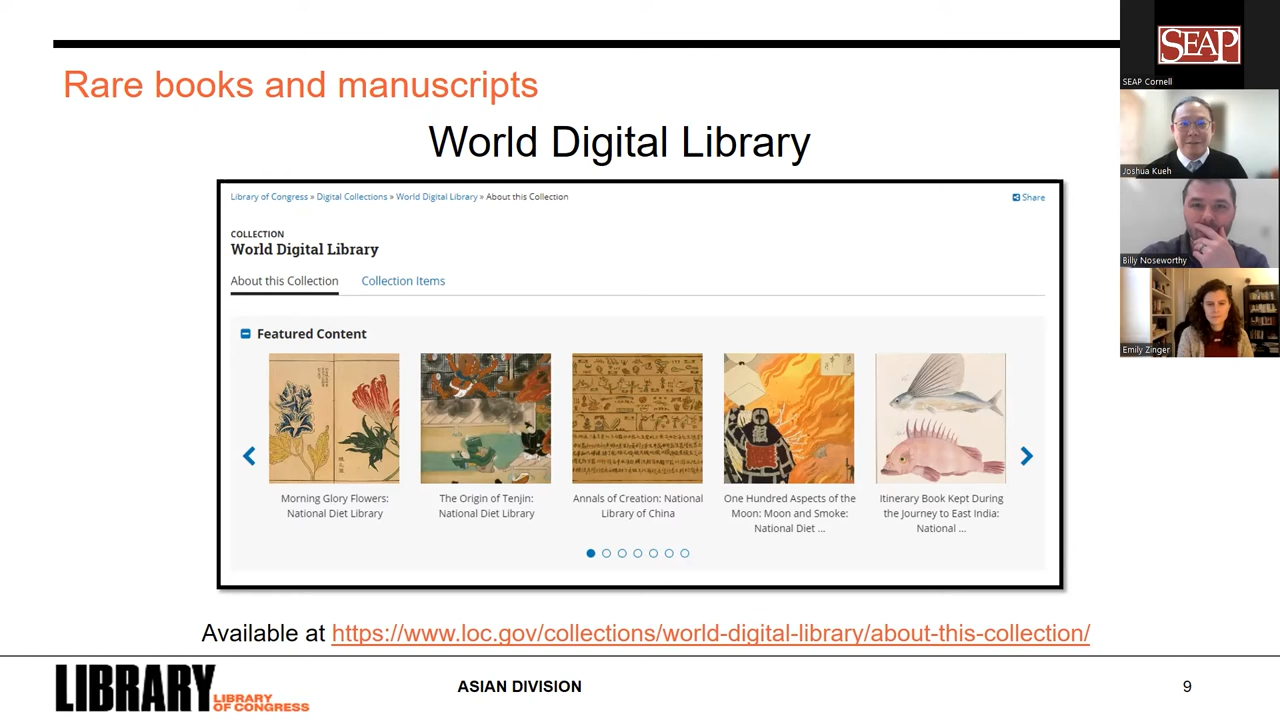 Rare books and manuscripts
World Digital Library
Library of Congress » Digital Collections » World Digital Library » About this Collection
Share
COLLECTION
World Digital Library
About this Collection
Collection Items
Featured Content
Morning Glory Flowers:
National Diet Library
The Origin of Tenjin:
National Diet Library
Annals of Creation: National
Library of China
One Hundred Aspects of the
Moon: Moon and Smoke:
National Diet ...
Itinerary Book Kept During
the Journey to East India:
National ...
Available at https://www.loc.gov/collections/world-digital-library/about-this-collection/
LIBRARY
LIBRARY
OF CONGRESS
ASIAN DIVISION
9
SEAP
SEAP Cornell
Joshua Kueh
Billy Noseworthy
Emily Zinger